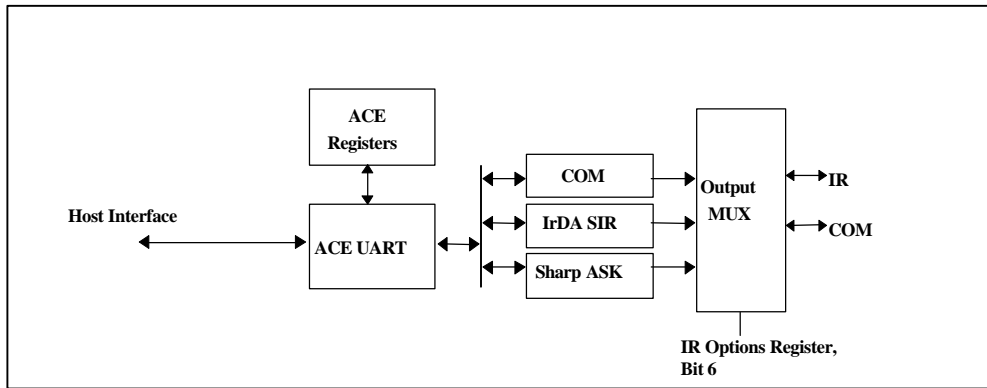 ACE
Registers
Host Interface
ACE UART
COM
IrDA SIR
Sharp ASK
Output
MUX
IR
COM
IR Options Register,
Bit 6